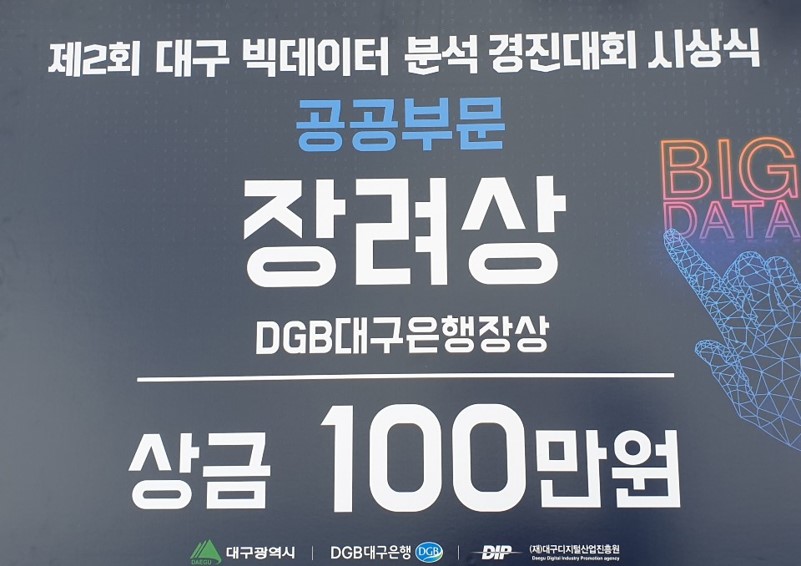 제2회 대구 빅데이터 분석 경진대회 시상식
공공부문
BIG
DATA
장려상
DGB대구은행장상
상금 100만원
DAEGU 대구광역시 | DGB대구은행 DGB | DIP (재)대구디지털산업진흥원
Daegu Digital Industry Promotion agency